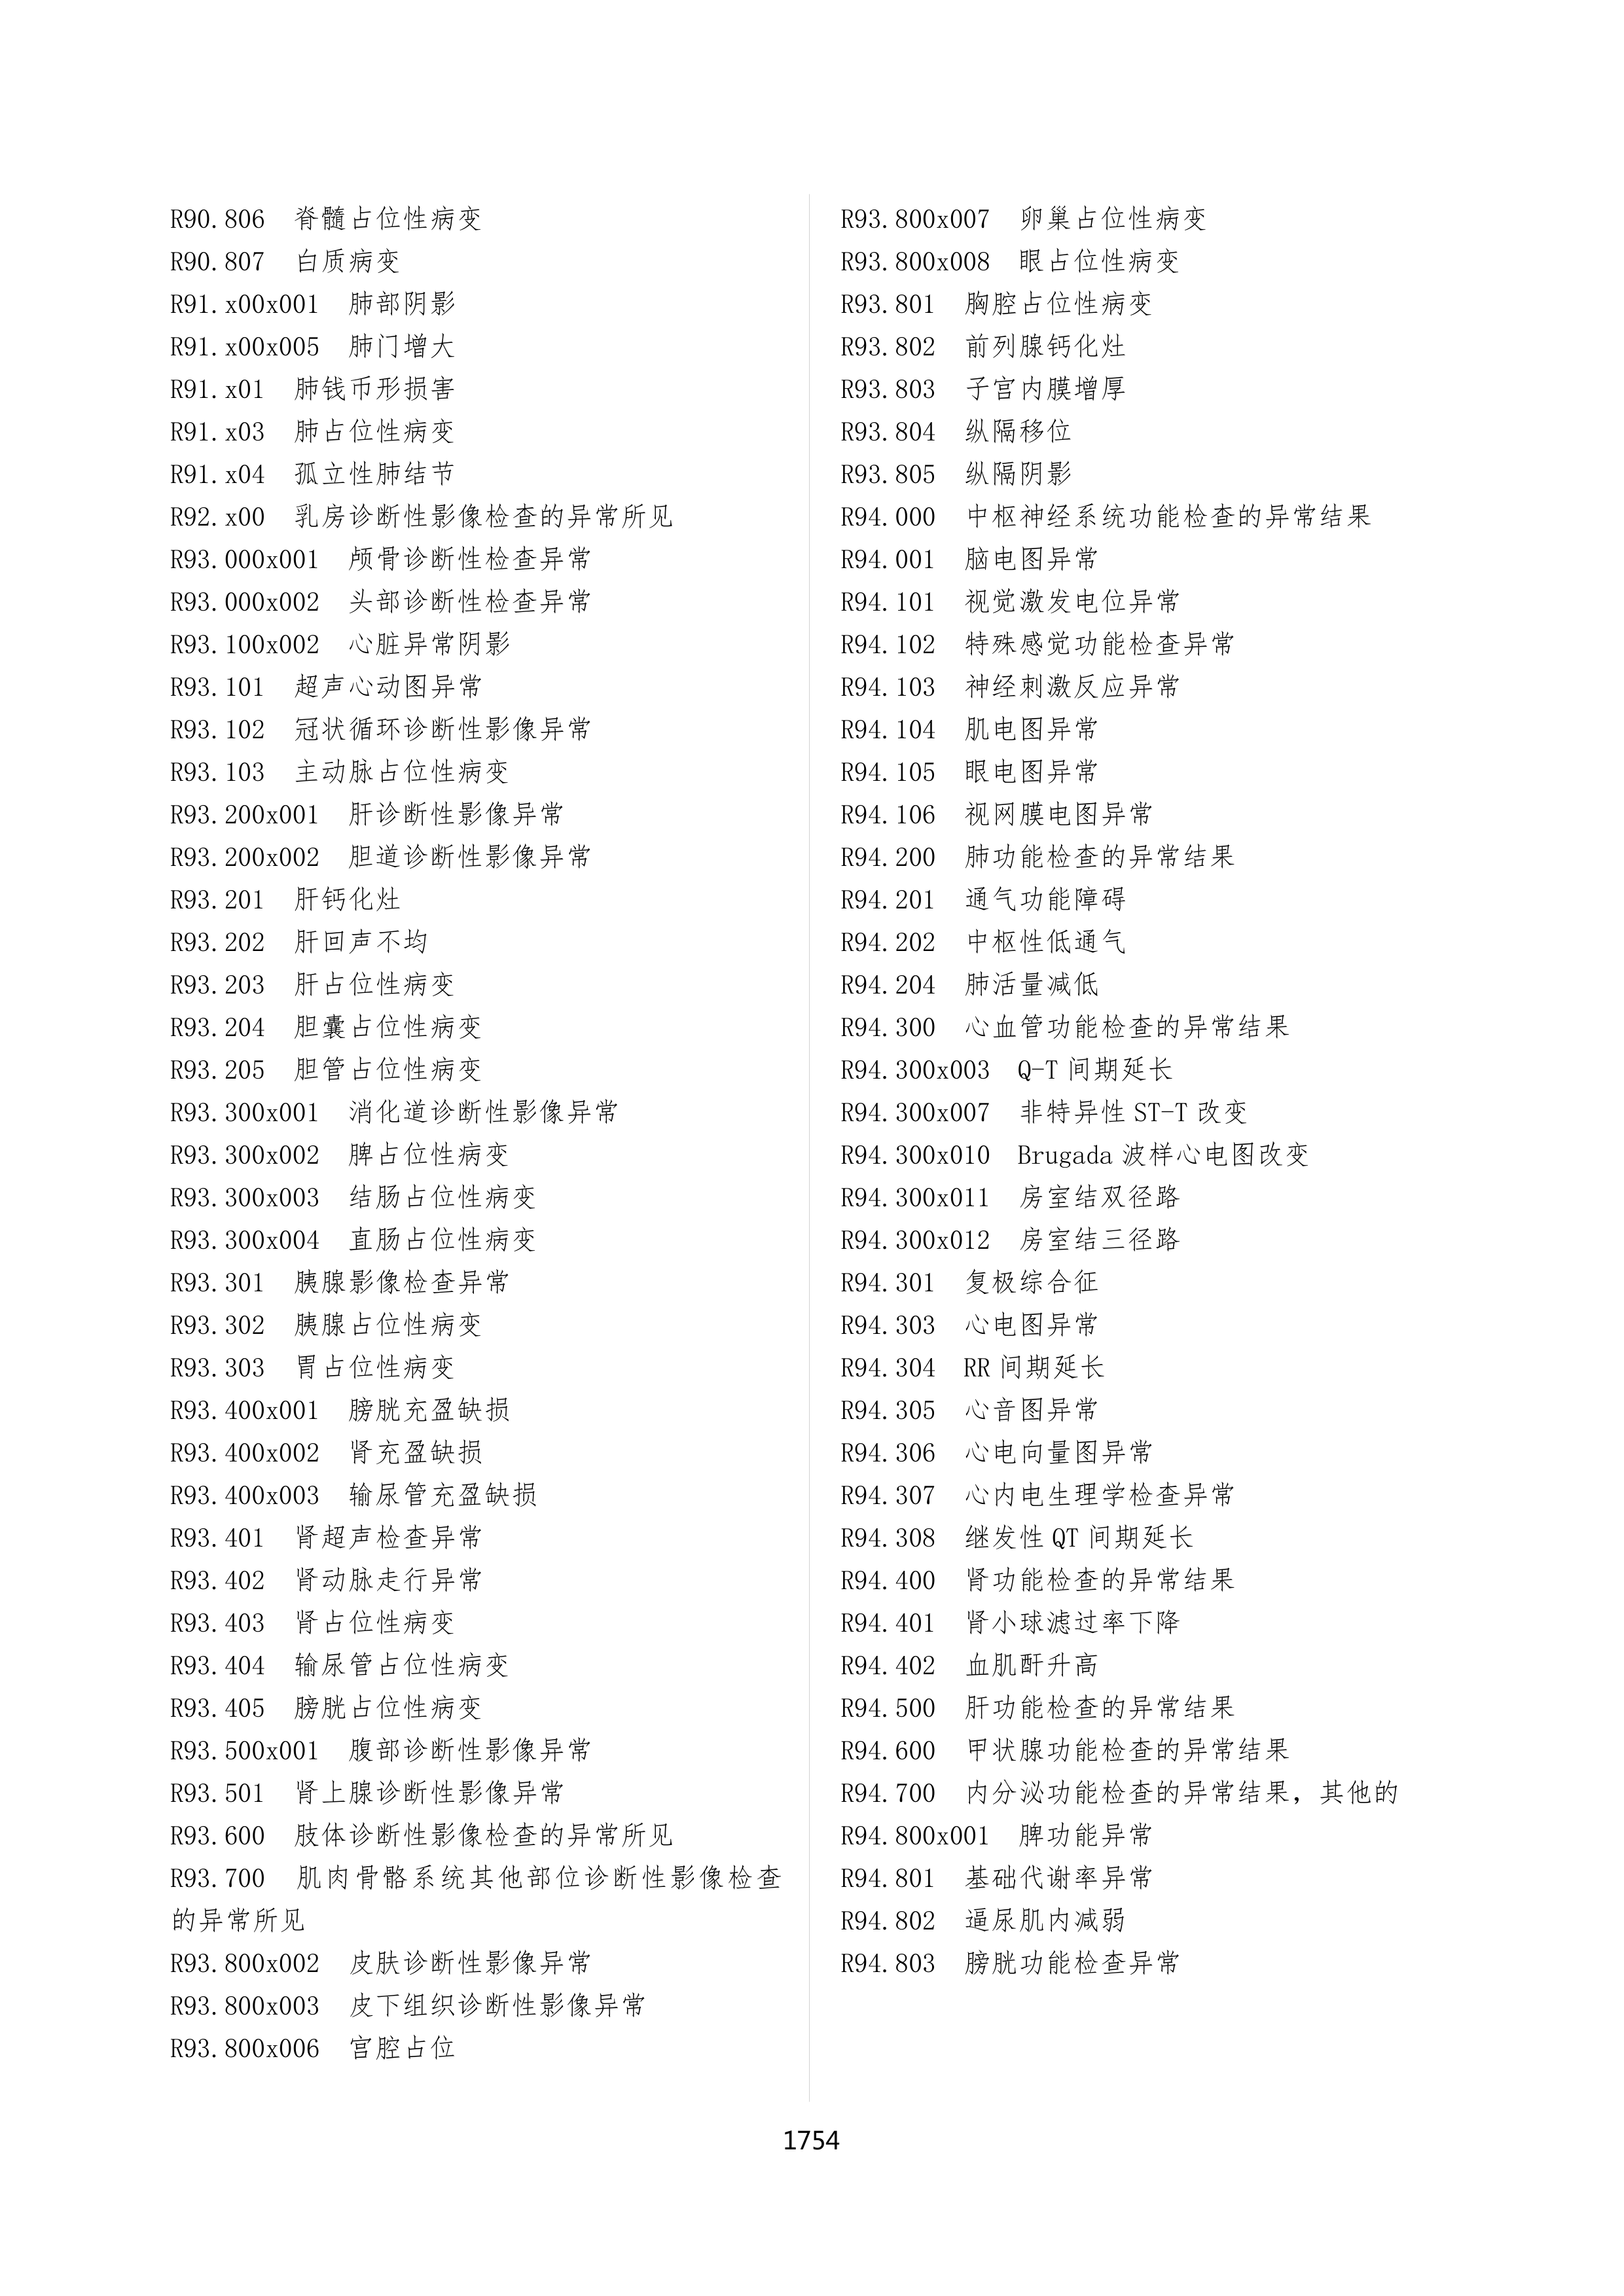 R90.806 脊髓占位性病变
R90.807 白质病变
R91.x00x001 肺部阴影
R91.x00x005 肺门增大
R91.x01 肺钱币形损害
R91.x03 肺占位性病变
R91.x04 孤立性肺结节
R92.x00 乳房诊断性影像检查的异常所见
R93.000x001 颅骨诊断性检查异常
R93.000x002 头部诊断性检查异常
R93.100x002 心脏异常阴影
R93.101 超声心动图异常
R93.102 冠状循环诊断性影像异常
R93.103 主动脉占位性病变
R93.200x001 肝诊断性影像异常
R93.200x002 胆道诊断性影像异常
R93.201 肝钙化灶
R93.202 肝回声不均
R93.203 肝占位性病变
R93.204 胆囊占位性病变
R93.205 胆管占位性病变
R93.300x001 消化道诊断性影像异常
R93.300x002 脾占位性病变
R93.300x003 结肠占位性病变
R93.300x004 直肠占位性病变
R93.301 胰腺影像检查异常
R93.302 胰腺占位性病变
R93.303 胃占位性病变
R93.400x001 膀胱充盈缺损
R93.400x002 肾充盈缺损
R93.400x003 输尿管充盈缺损
R93.401 肾超声检查异常
R93.402 肾动脉走行异常
R93.403 肾占位性病变
R93.404 输尿管占位性病变
R93.405 膀胱占位性病变
R93.500x001 腹部诊断性影像异常
R93.501 肾上腺诊断性影像异常
R93.600 肢体诊断性影像检查的异常所见
R93.700 肌肉骨骼系统其他部位诊断性影像检查
的异常所见
R93.800x002 皮肤诊断性影像异常
R93.800x003 皮下组织诊断性影像异常
R93.800x006 宫腔占位
R93.800x007 卵巢占位性病变
R93.800x008 眼占位性病变
R93.801 胸腔占位性病变
R93.802 前列腺钙化灶
R93.803 子宫内膜增厚
R93.804 纵隔移位
R93.805 纵隔阴影
R94.000 中枢神经系统功能检查的异常结果
R94.001 脑电图异常
R94.101 视觉激发电位异常
R94.102 特殊感觉功能检查异常
R94.103 神经刺激反应异常
R94.104 肌电图异常
R94.105 眼电图异常
R94.106 视网膜电图异常
R94.200 肺功能检查的异常结果
R94.201 通气功能障碍
R94.202 中枢性低通气
R94.204 肺活量减低
R94.300 心血管功能检查的异常结果
R94.300x003 Q-T 间期延长
R94.300x007 非特异性 ST-T 改变
R94.300x010 Brugada 波样心电图改变
R94.300x011 房室结双径路
R94.300x012 房室结三径路
R94.301 复极综合征
R94.303 心电图异常
R94.304 RR 间期延长
R94.305 心音图异常
R94.306 心电向量图异常
R94.307 心内电生理学检查异常
R94.308 继发性 QT 间期延长
R94.400 肾功能检查的异常结果
R94.401 肾小球滤过率下降
R94.402 血肌酐升高
R94.500 肝功能检查的异常结果
R94.600 甲状腺功能检查的异常结果
R94.700 内分泌功能检查的异常结果，其他的
R94.800x001 脾功能异常
R94.801 基础代谢率异常
R94.802 逼尿肌内减弱
R94.803 膀胱功能检查异常
1754